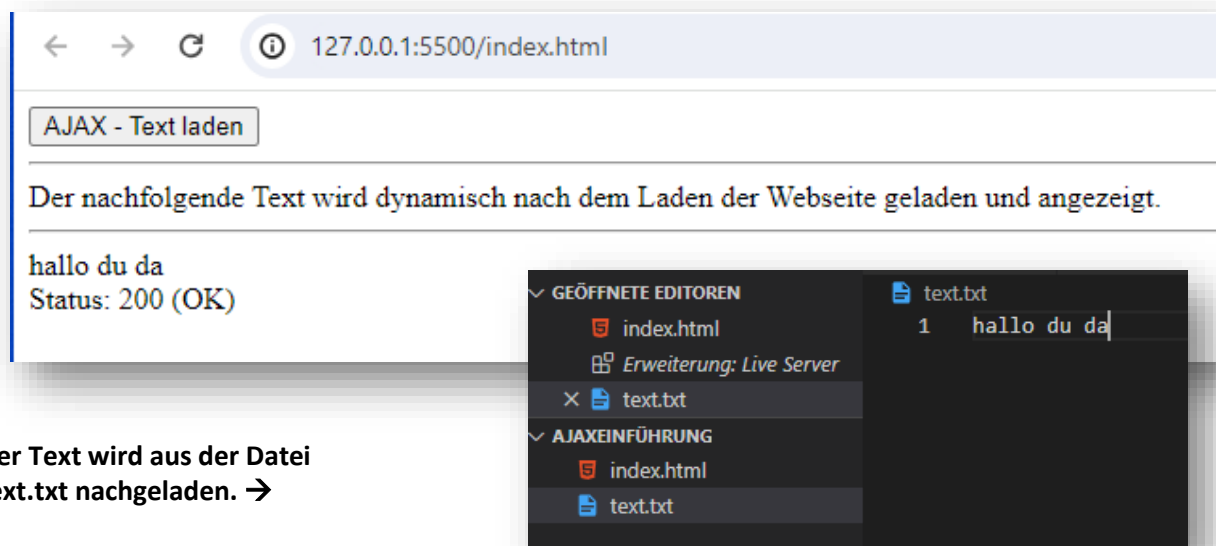 127.0.0.1:5500/index.html
AJAX - Text laden
Der nachfolgende Text wird dynamisch nach dem Laden der Webseite geladen und angezeigt.
hallo du da
Status: 200 (OK)
GEÖFFNETE EDITOREN
index.html
Erweiterung: Live Server
text.txt
AJAXEINFÜHRUNG
index.html
text.txt
text.txt
1 hallo du da
er Text wird aus der Datei
ext.txt nachgeladen. →